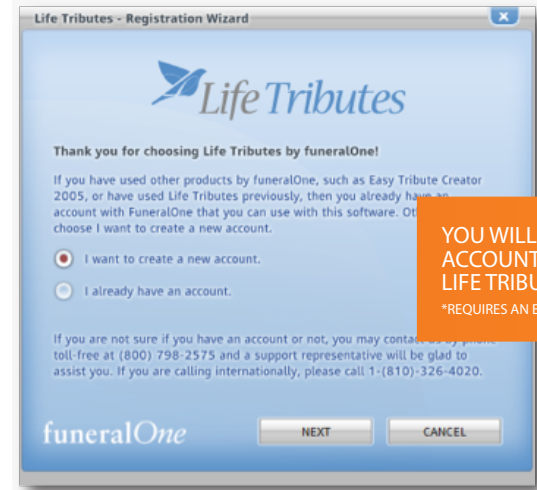 Life Tributes - Registration Wizard
x
Life Tributes
Thank you for choosing Life Tributes by funeralOne!
If you have used other products by funeralOne, such as Easy Tribute Creator
2005, or have used Life Tributes previously, then you already have an
account with FuneralOne that you can use with this software.
choose I want to create a new account.
YOU WILL
ACCOUNT
I want to create a new account.
I already have an account.
*REQUIRES AN
If you are not sure if you have an account or not, you may contact us by phone
toll-free at (800) 798-2575 and a support representative will be glad to
assist you. If you are calling internationally, please call 1-(810)-326-4020.
funeralOne
NEXT
CANCEL